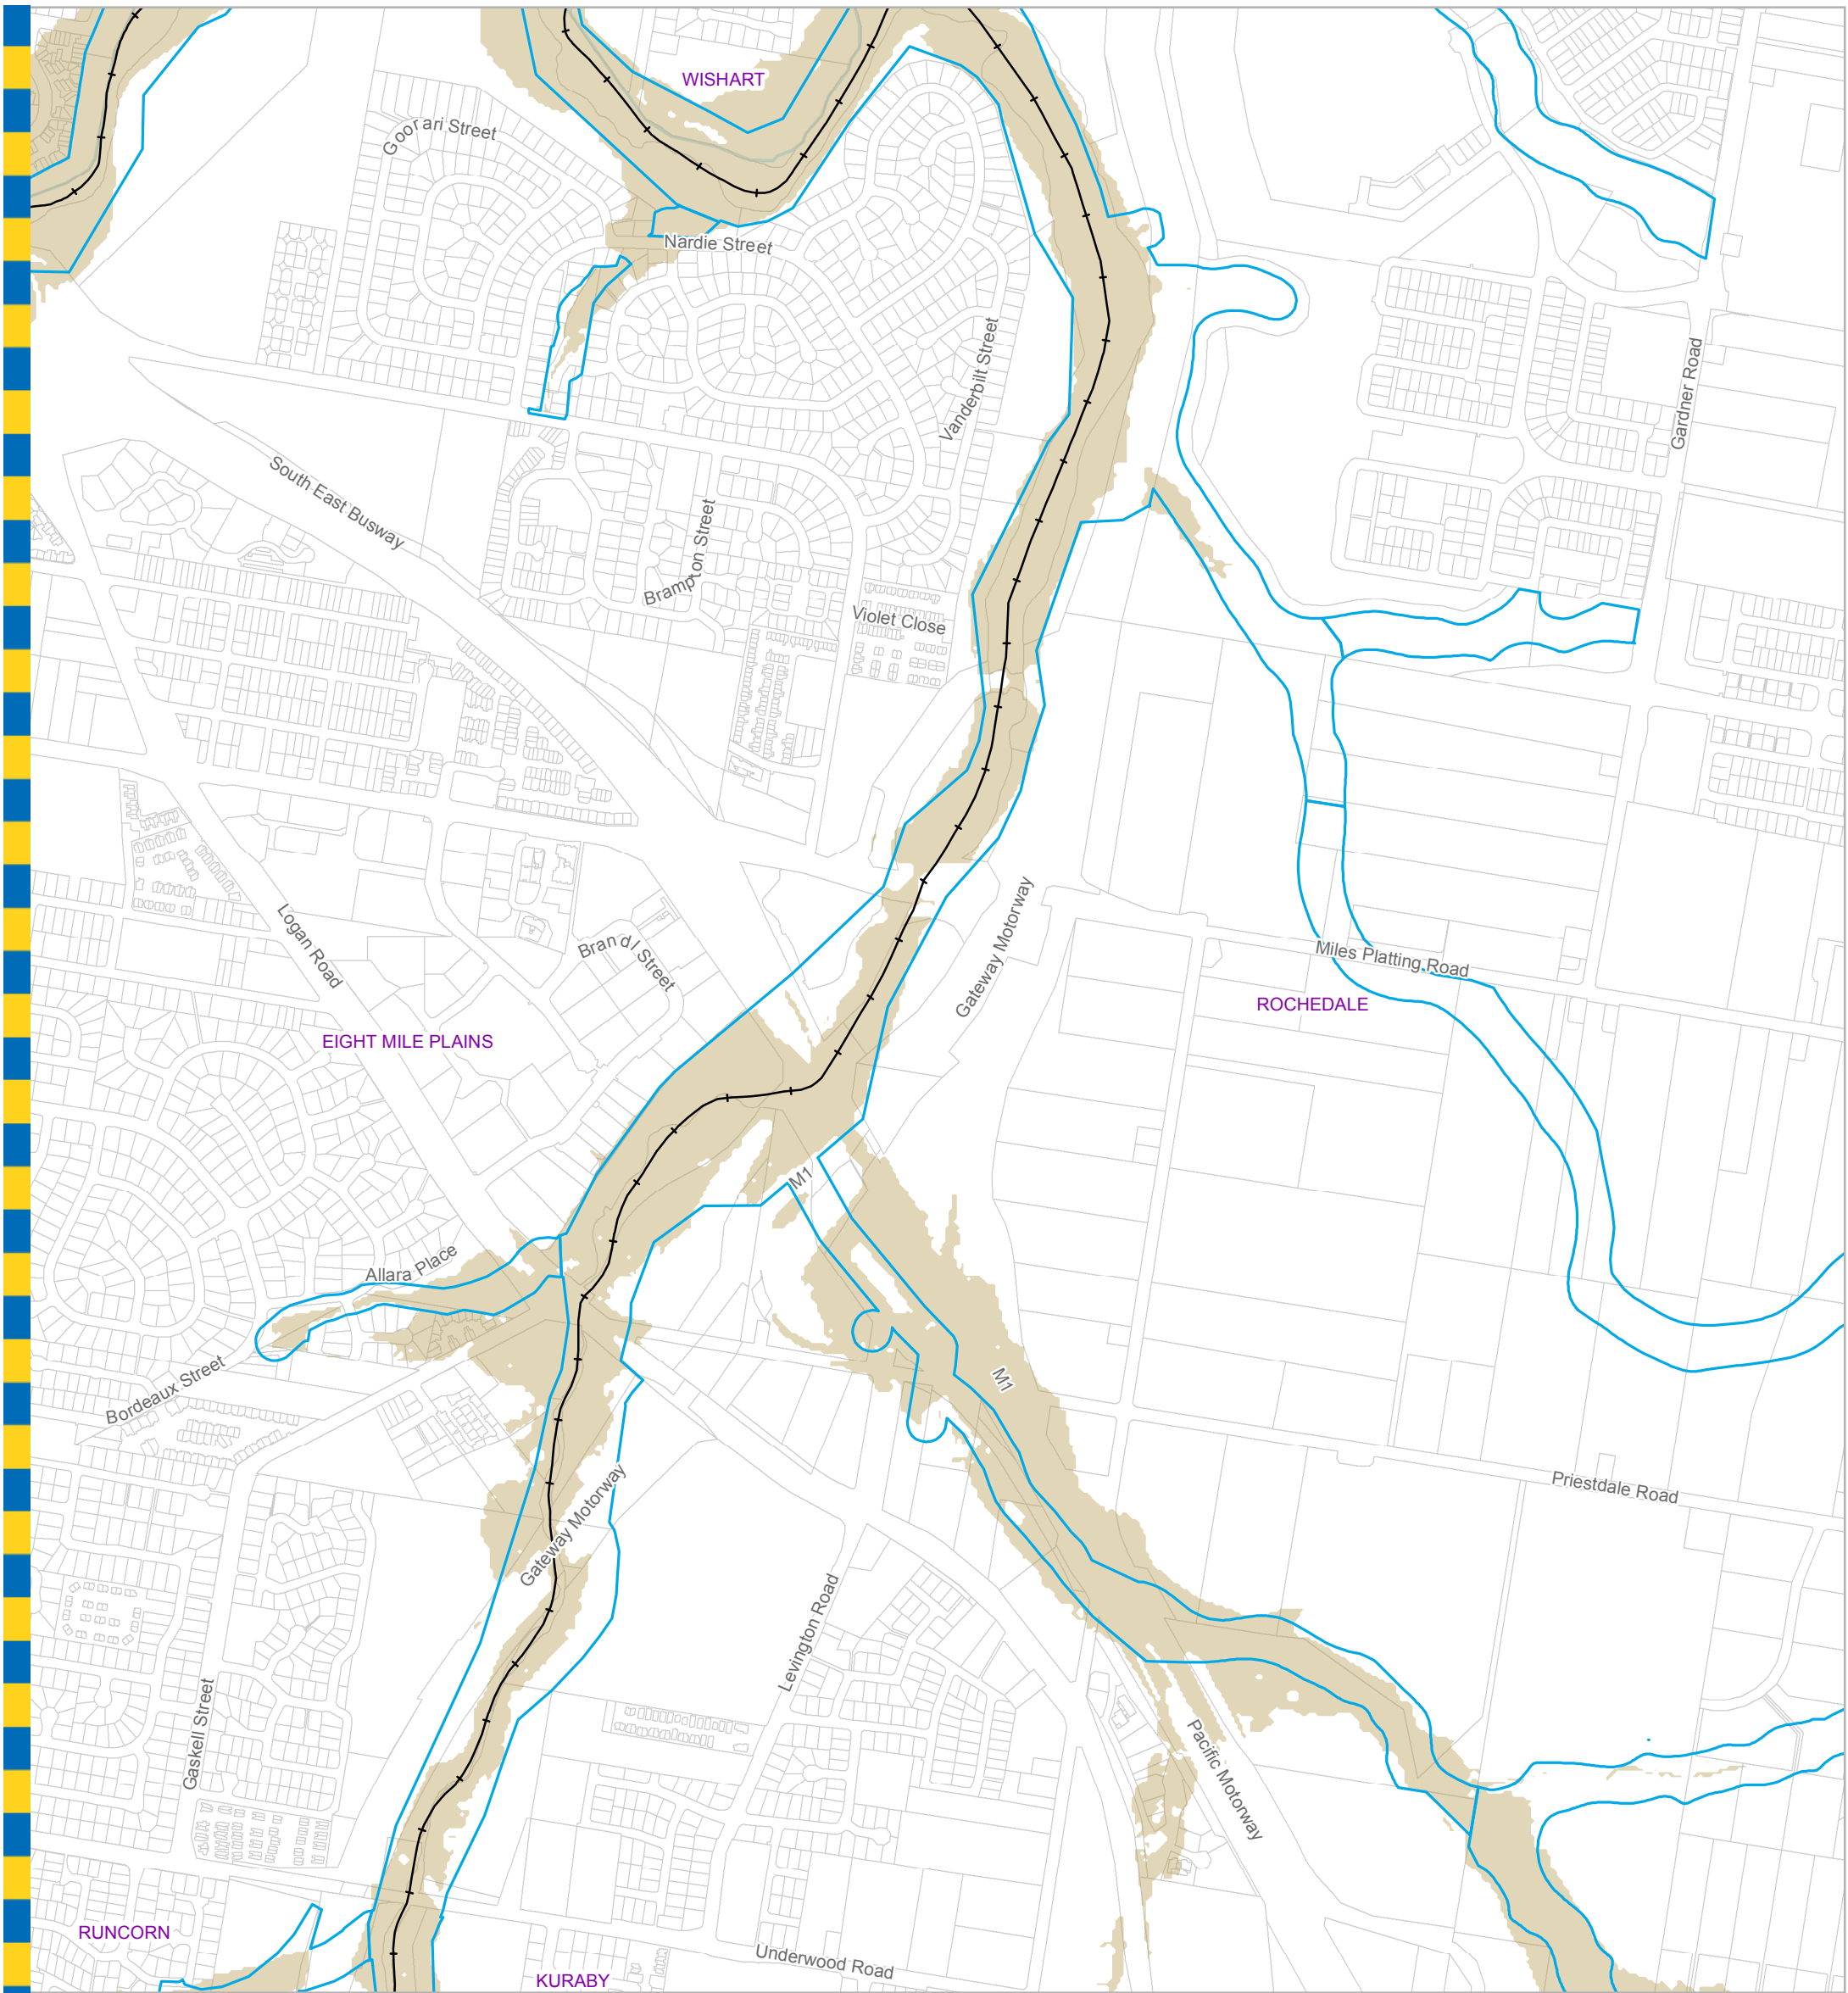 WISHART
Goorari Street
Nardie Street
Vanderbilt Street
Gardner Road
South East Busway
Brampton Street
Violet Close
Logan Road
Brandl Street
Gateway Motorway
Miles Platting Road
ROCHEDALE
EIGHT MILE PLAINS
M1
Allara Place
Bordeaux Street
M1
Priestdale Road
Gateway Motorway
Levington Road
Gaskell Street
Pacific Motorway
RUNCORN
Underwood Road
KURABY